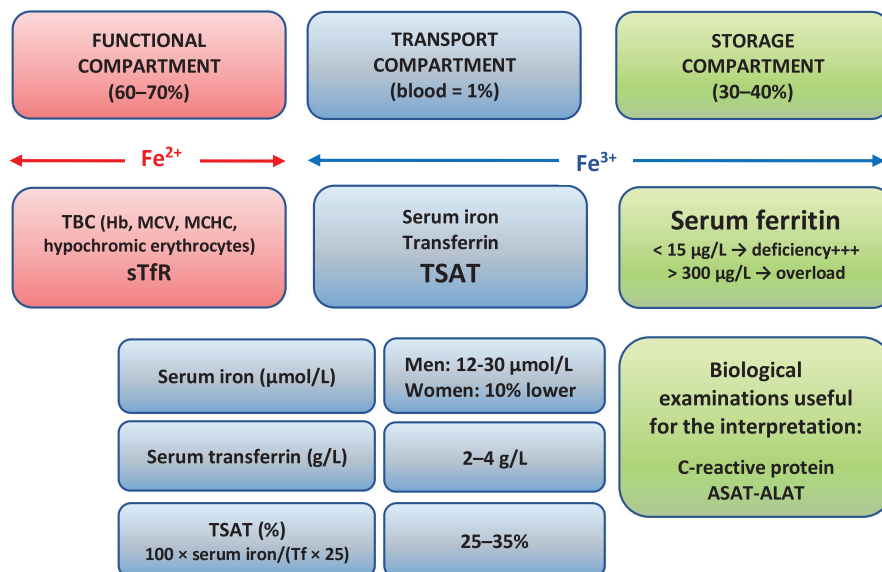 FUNCTIONAL
COMPARTMENT
(60–70%)
TRANSPORT
COMPARTMENT
(blood = 1%)
STORAGE
COMPARTMENT
(30–40%)
Fe²⁺
Fe³⁺
TBC (Hb, MCV, MCHC,
hypochromic erythrocytes)
sTfR
Serum iron
Transferrin
TSAT
Serum ferritin
< 15 µg/L → deficiency+++
> 300 µg/L → overload
Serum iron (µmol/L)
Men: 12-30 µmol/L
Women: 10% lower
Serum transferrin (g/L)
2–4 g/L
TSAT (%)
100 × serum iron/(Tf × 25)
25–35%
Biological
examinations useful
for the interpretation:
C-reactive protein
ASAT-ALAT